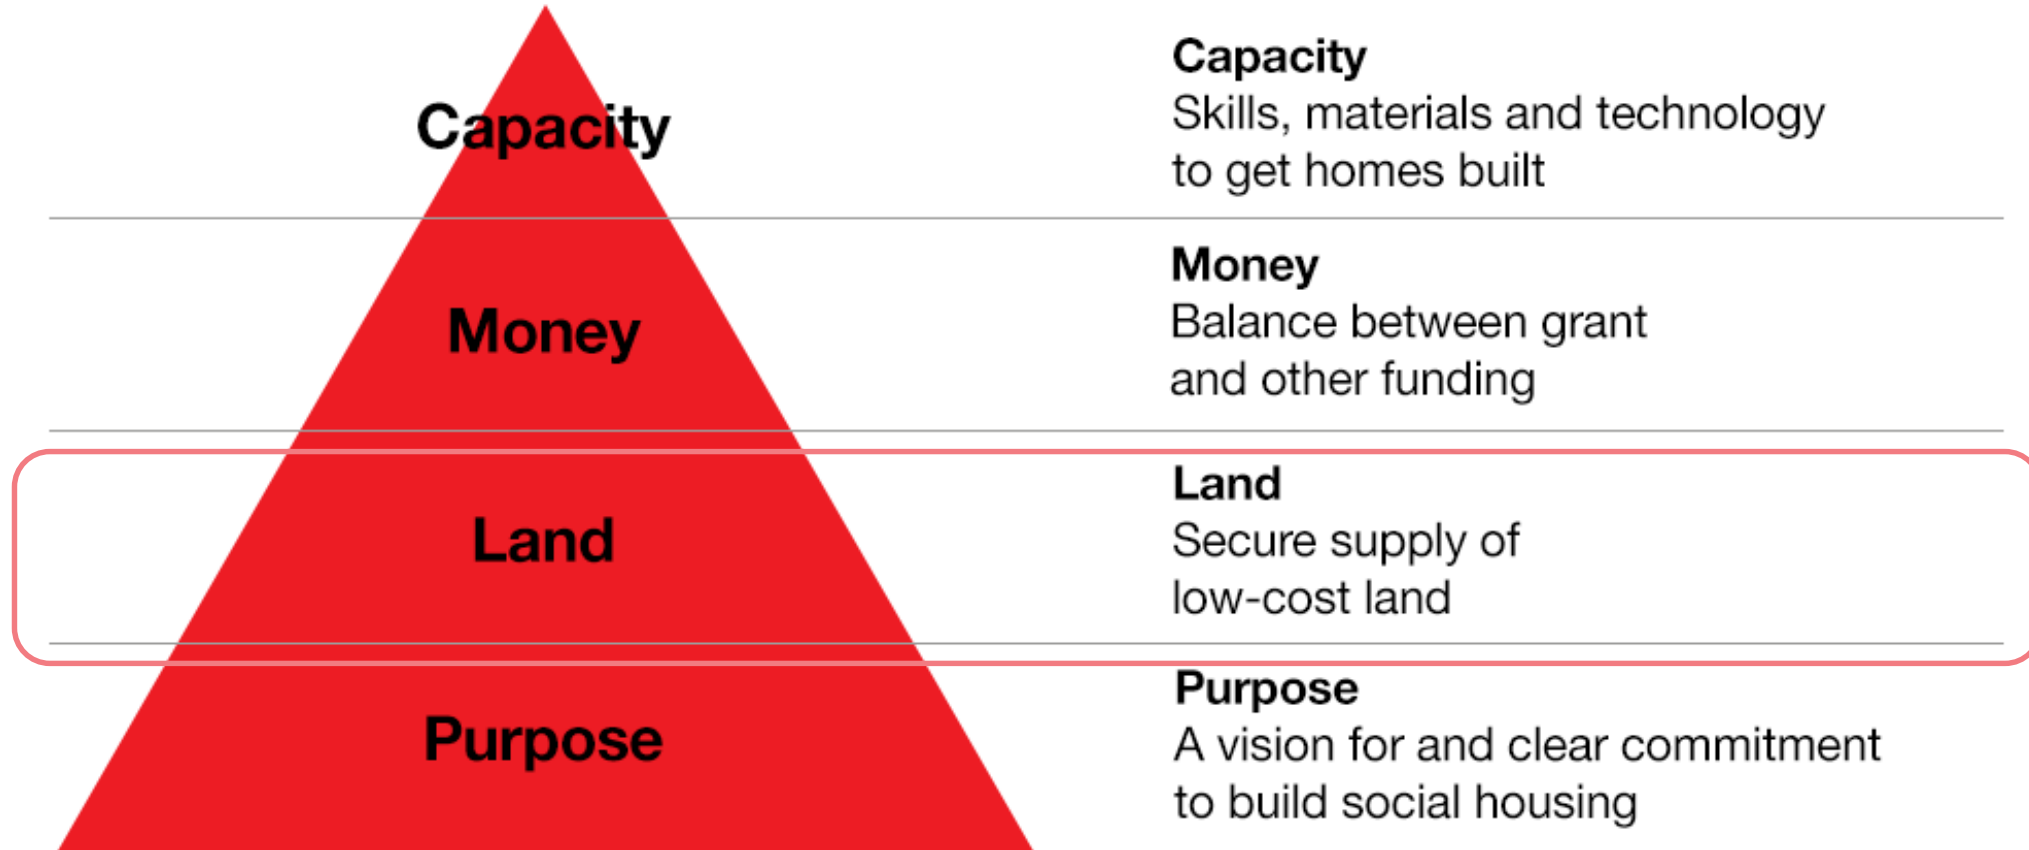 Capacity
Capacity
Skills, materials and technology
to get homes built
Money
Money
Balance between grant
and other funding
Land
Land
Secure supply of
low-cost land
Purpose
Purpose
A vision for and clear commitment
to build social housing